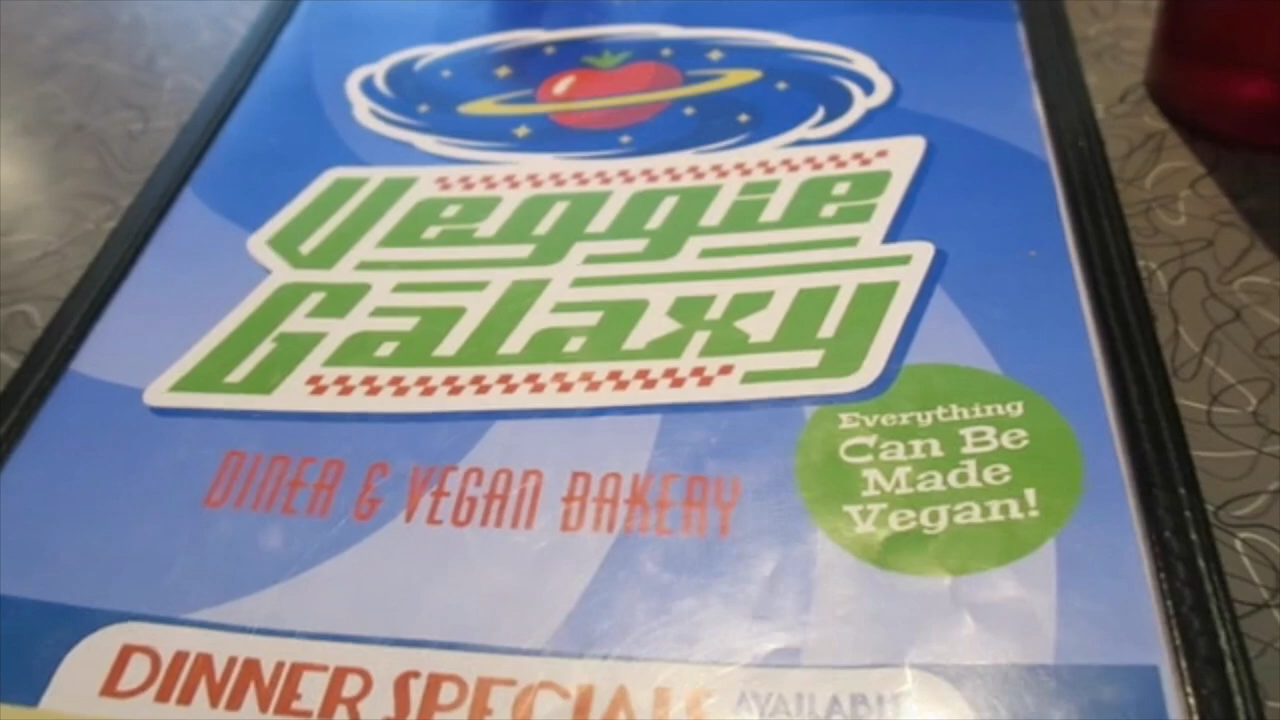 Veggie
Galaxy
DINER & VEGAN BAKERY
Everything
Can Be
Made
Vegan!
DINNER SPECIALS